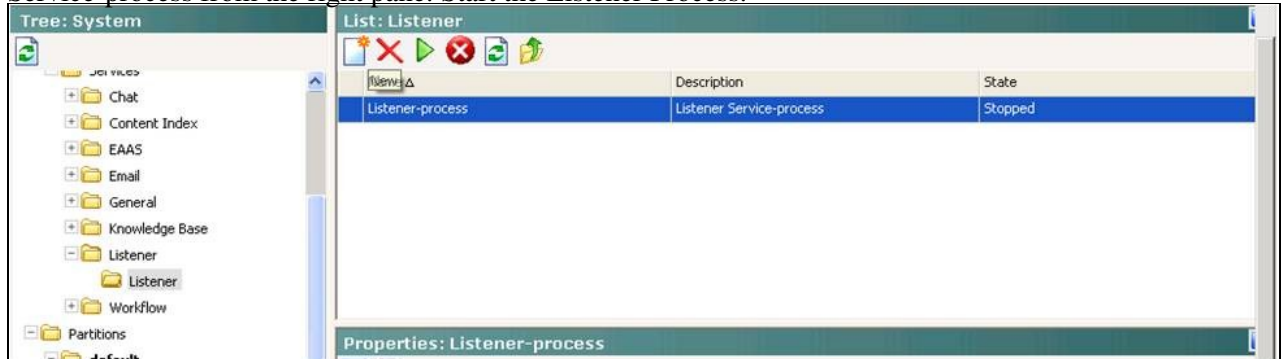 Service-process from the right pane. Start the Listener Process.
Tree: System
List: Listener
Services
Chat
Content Index
EAAS
Email
General
Knowledge Base
Listener
Listener
Workflow
Partitions
default
New
Description
State
Listener-process
Listener Service-process
Stopped
Properties: Listener-process